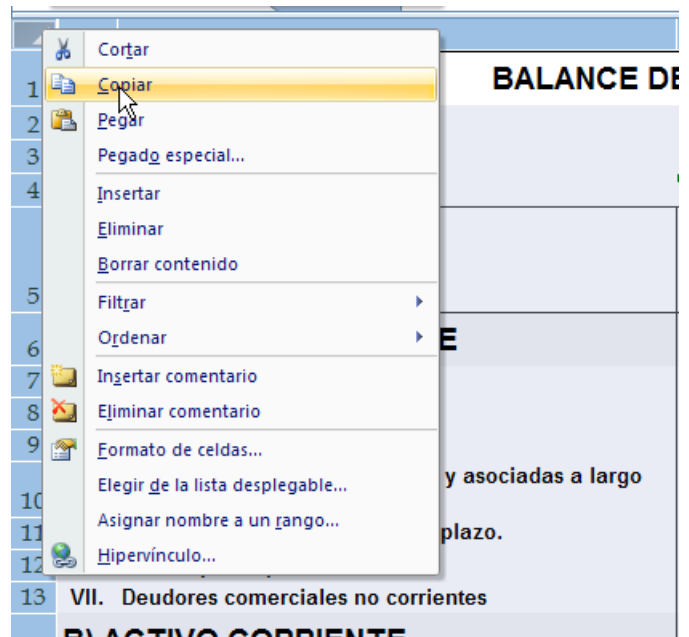 Cortar
1 Copiar BALANCE DE
2 Pegar
3 Pegado especial...
4 Insertar
Eliminar
Borrar contenido
5 Filtrar
6 Ordenar E
7 Insertar comentario
8 Eliminar comentario
9 Formato de celdas...
10 Elegir de la lista desplegable... y asociadas a largo
11 Asignar nombre a un rango... plazo.
12 Hipervínculo...
13 VII. Deudores comerciales no corrientes
B) ACTIVO CORRIENTE